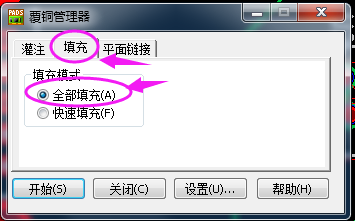 PADS
覆铜管理器
灌注 填充 平面链接
填充模式
全部填充(A)
快速填充(F)
开始(S) 关闭(C) 设置(U)... 帮助(H)